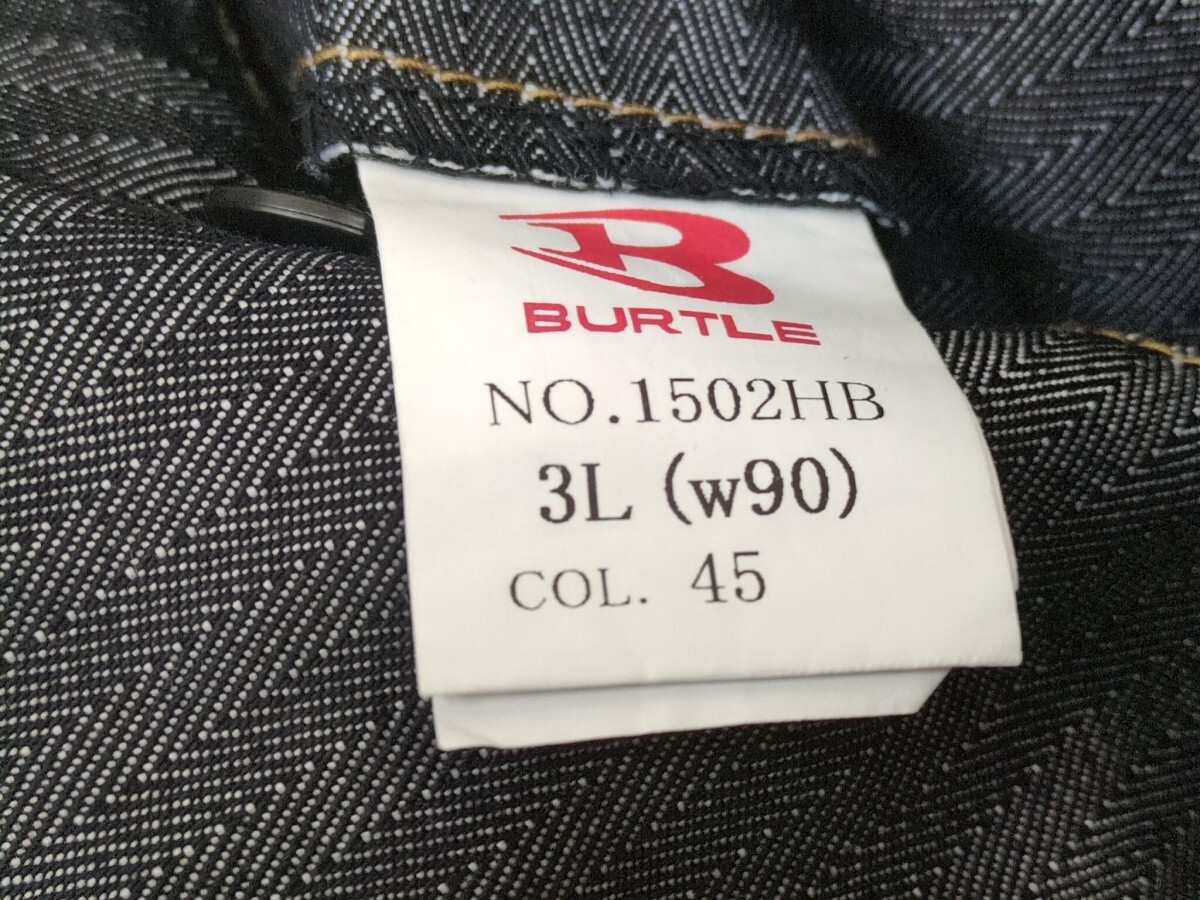 B
BURTLE
NO.1502HB
3L (w90)
COL. 45